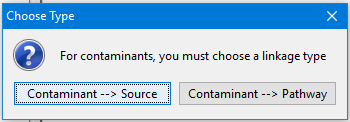 Choose Type
For contaminants, you must choose a linkage type
Contaminant --> Source
Contaminant --> Pathway